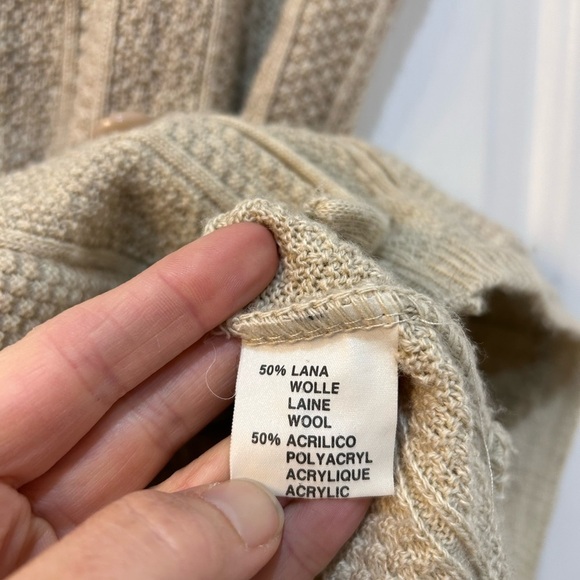 50% LANA
WOLLE
LAINE
WOOL
50% ACRILICO
POLYACRYL
ACRYLIQUE
ACRYLIC